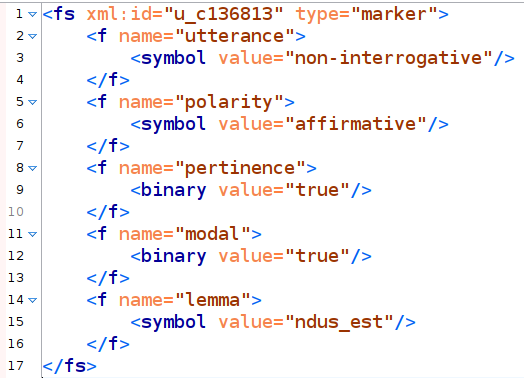 1 <fs xml:id="u_c136813" type="marker">
2 <f name="utterance">
3 <symbol value="non-interrogative"/>
4 </f>
5 <f name="polarity">
6 <symbol value="affirmative"/>
7 </f>
8 <f name="pertinence">
9 <binary value="true"/>
10 </f>
11 <f name="modal">
12 <binary value="true"/>
13 </f>
14 <f name="lemma">
15 <symbol value="ndus_est"/>
16 </f>
17 </fs>